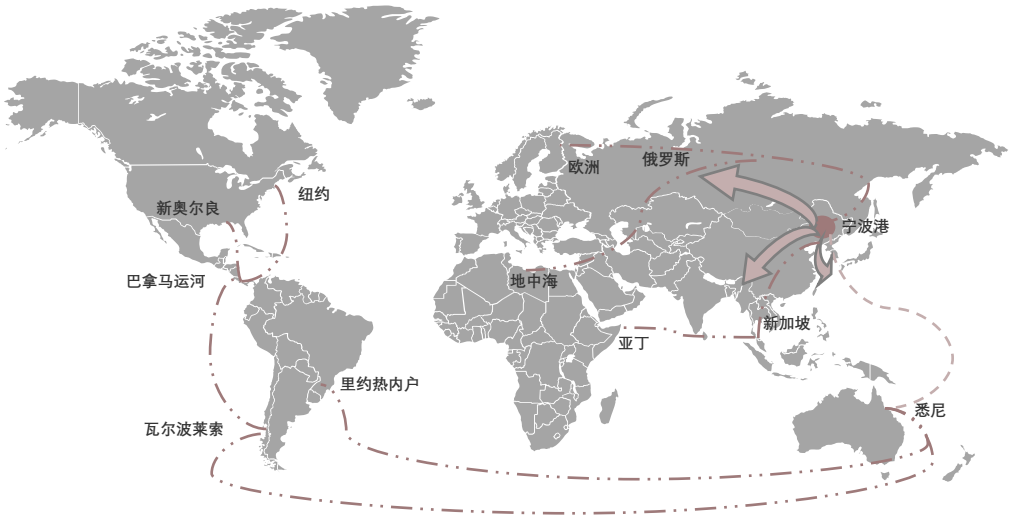 欧洲
俄罗斯
纽约
新奥尔良
宁波港
巴拿马运河
地中海
新加坡
亚丁
里约热内卢
悉尼
瓦尔波莱索